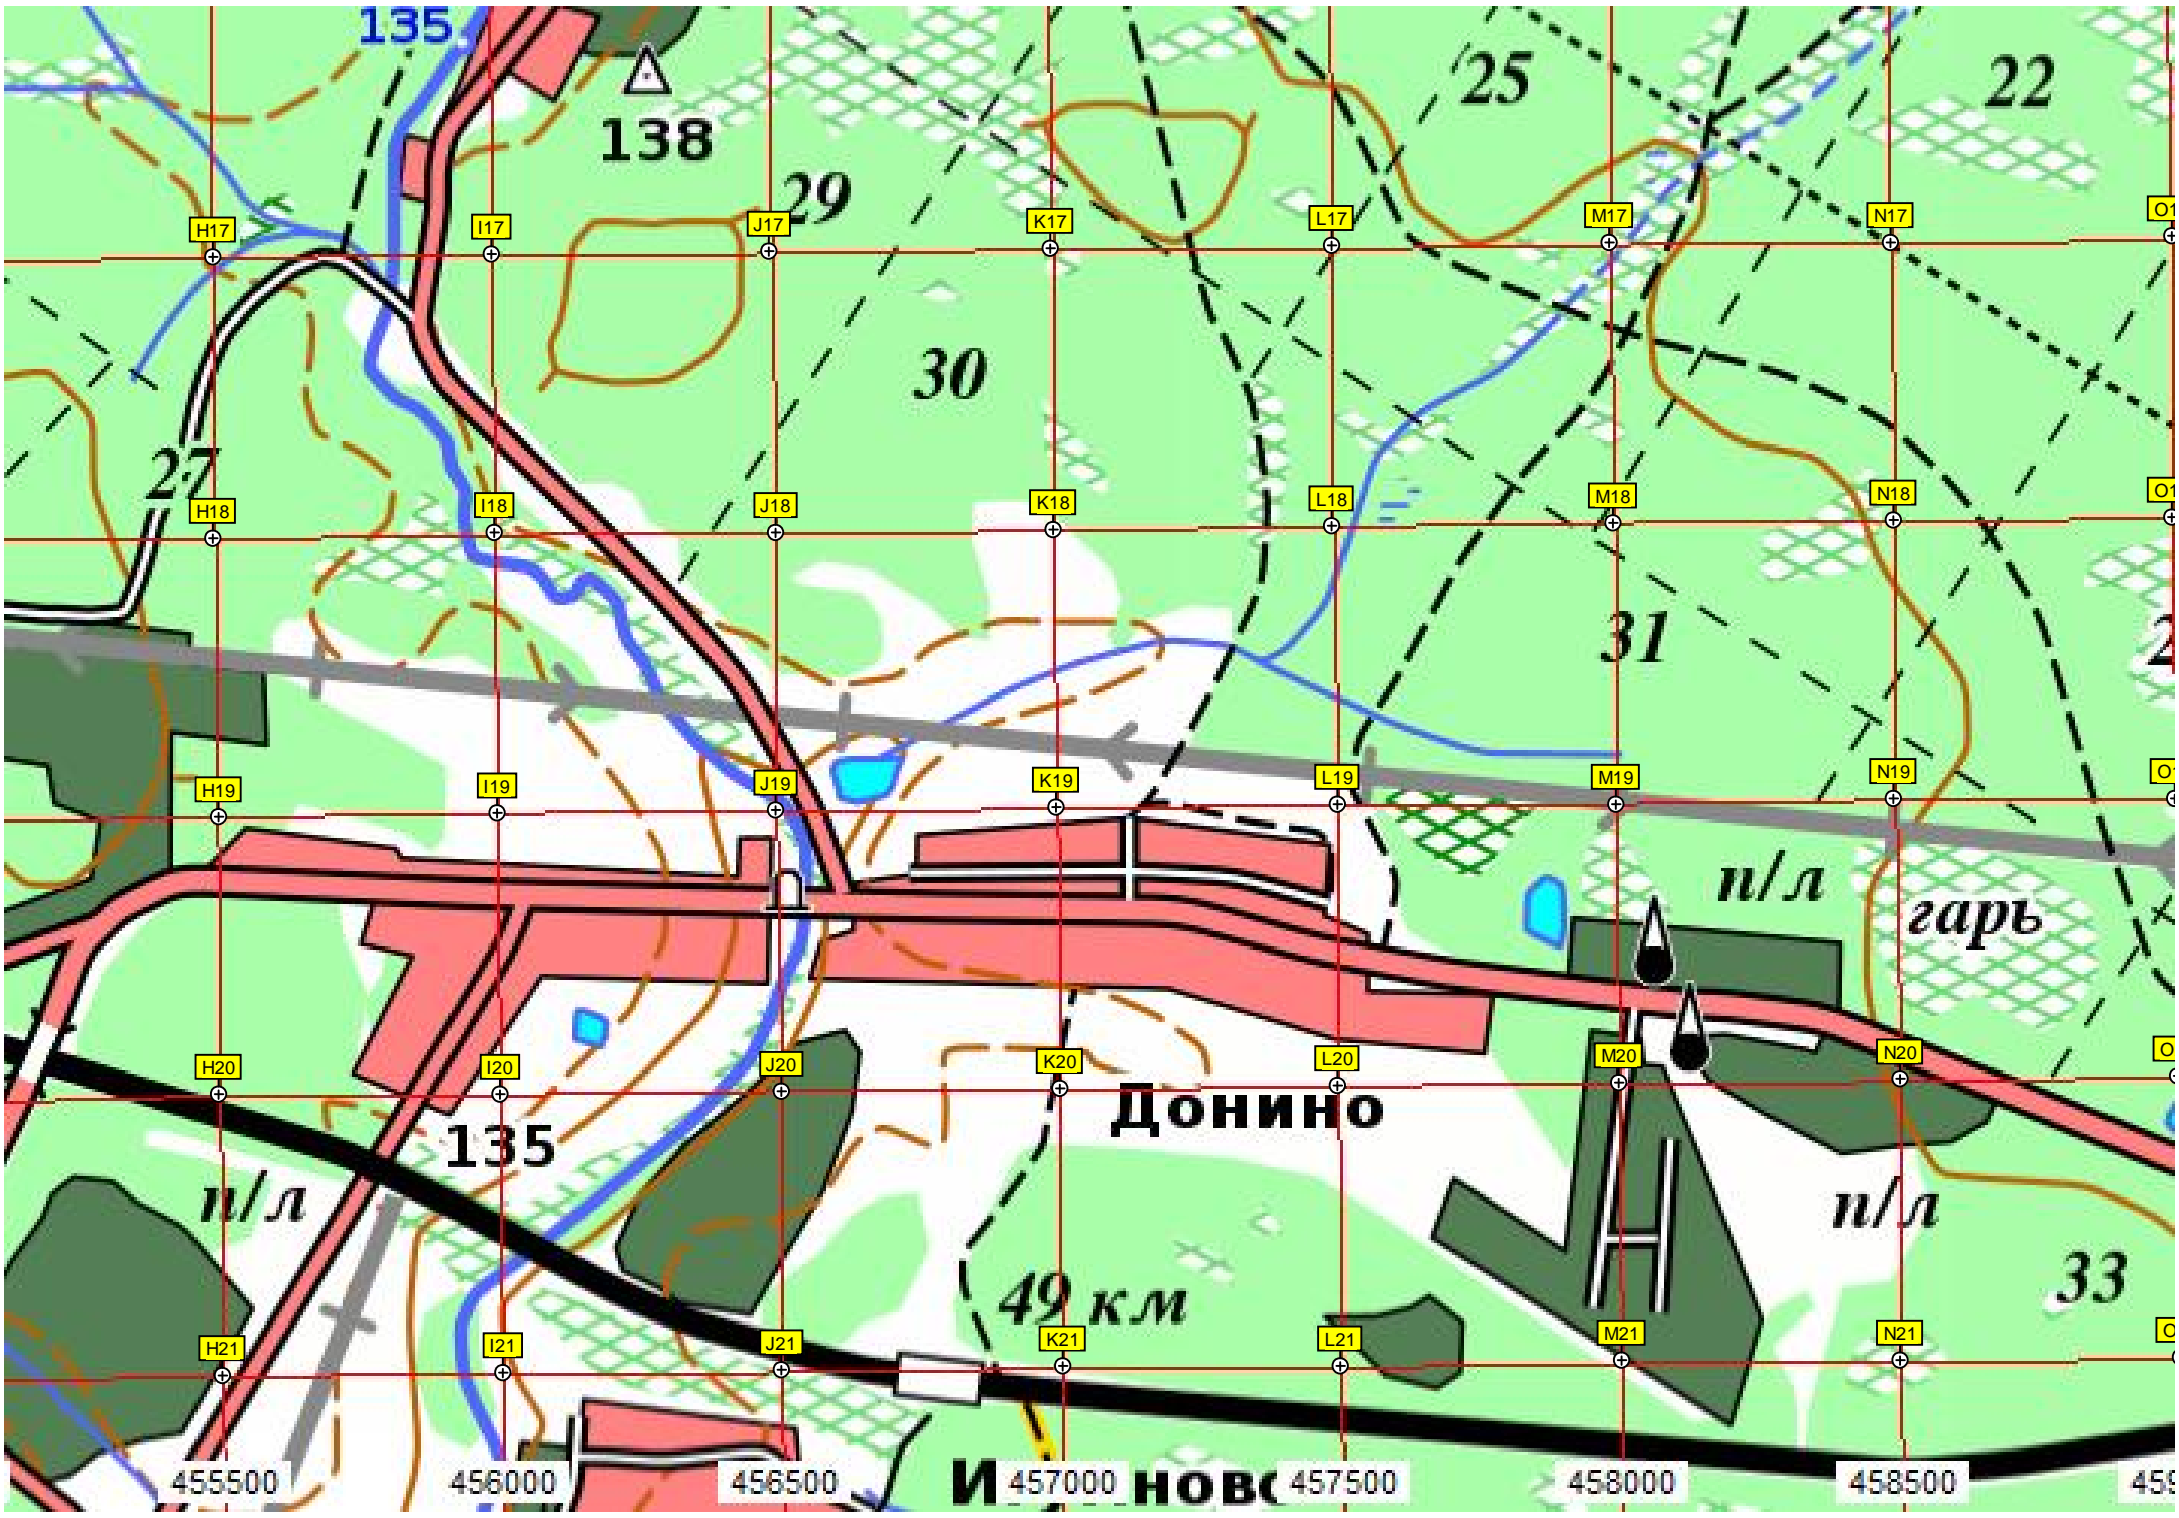 135
25
22
138
29
H17 I17 J17 K17 L17 M17 N17
30
27
H18 I18 J18 K18 L18 M18 N18
31
H19 I19 J19 K19 L19 M19 N19
п/л
гарь
H20 I20 J20 K20 L20 M20 N20
Донино
135
п/л
п/л
33
49 км
H21 I21 J21 K21 L21 M21 N21
455500 456000 456500 457000 457500 458000 458500